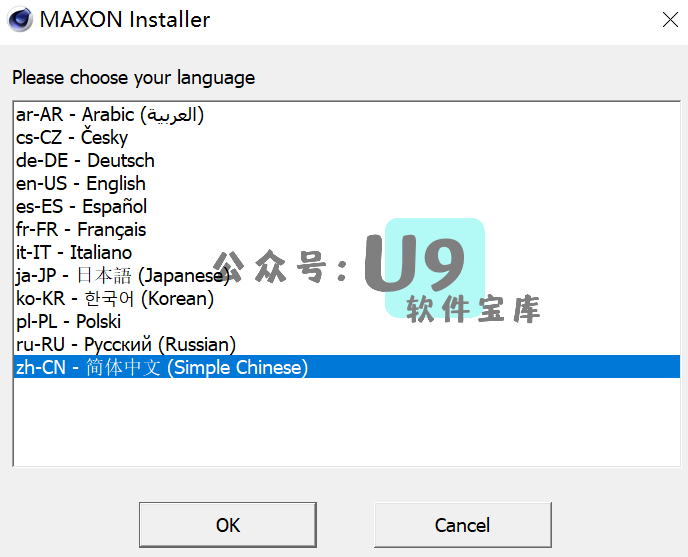 MAXON Installer
Please choose your language
ar-AR - Arabic (العربية)
cs-CZ - Česky
de-DE - Deutsch
en-US - English
es-ES - Español
fr-FR - Français
it-IT - Italiano
ja-JP - 日本語 (Japanese)
ko-KR - 한국어 (Korean)
pl-PL - Polski
ru-RU - Русский (Russian)
zh-CN - 简体中文 (Simple Chinese)
公众号：U9
软件宝库
OK
Cancel